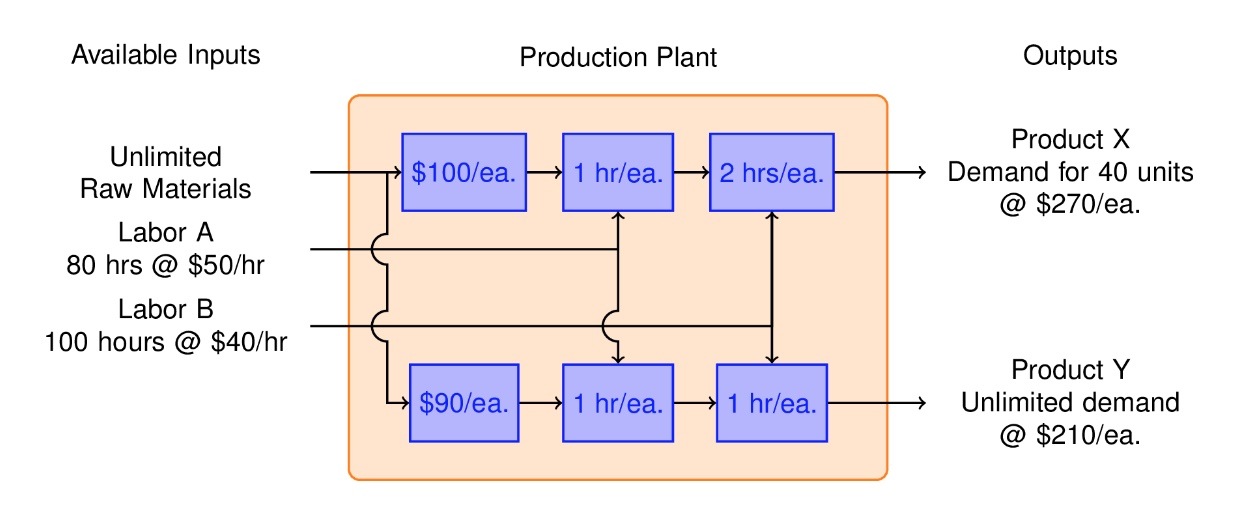 Available Inputs
Production Plant
Outputs
Unlimited
Raw Materials
Labor A
80 hrs @ $50/hr
Labor B
100 hours @ $40/hr
$100/ea.
1 hr/ea.
2 hrs/ea.
$90/ea.
1 hr/ea.
1 hr/ea.
Product X
Demand for 40 units
@ $270/ea.
Product Y
Unlimited demand
@ $210/ea.